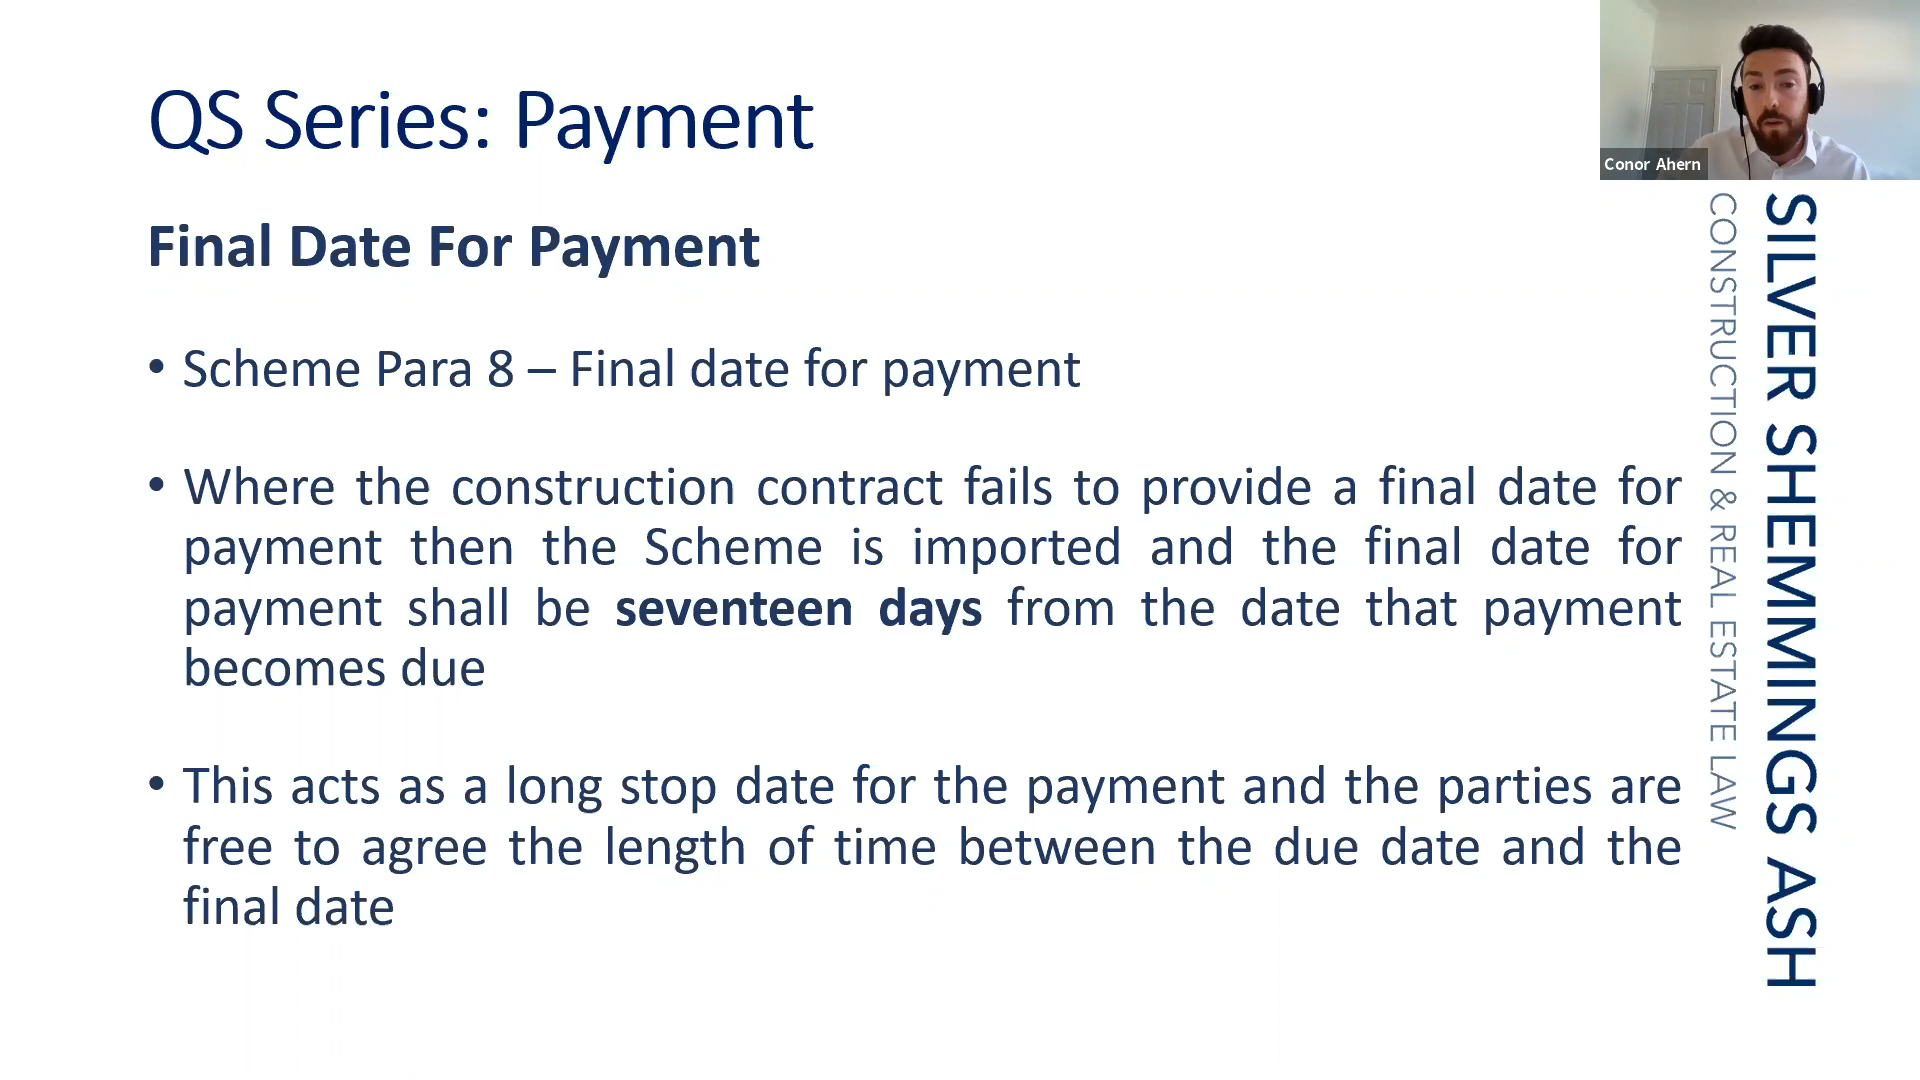 QS Series: Payment
Final Date For Payment
• Scheme Para 8 – Final date for payment
• Where the construction contract fails to provide a final date for
payment then the Scheme is imported and the final date for
payment shall be seventeen days from the date that payment
becomes due
• This acts as a long stop date for the payment and the parties are
free to agree the length of time between the due date and the
final date
Conor Ahern
SILVER SHEMMINGS ASH
CONSTRUCTION & REAL ESTATE LAW